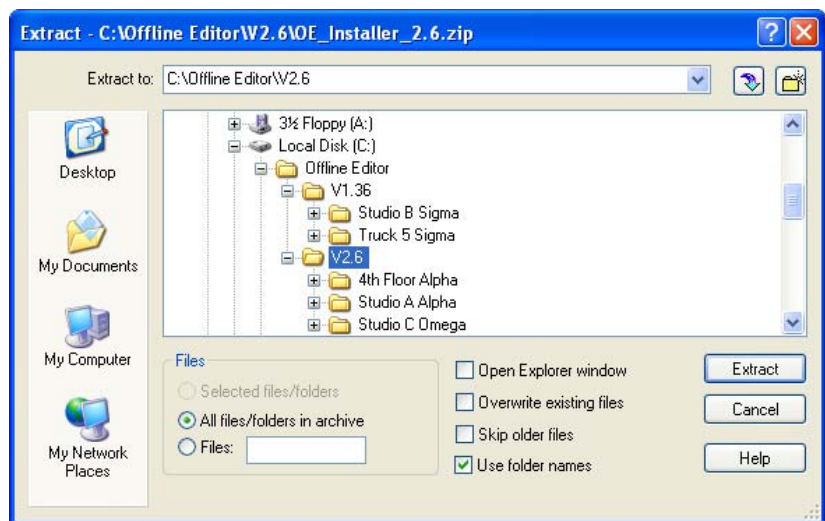 Extract - C:\Offline Editor\V2.6\OE_Installer_2.6.zip
Extract to: C:\Offline Editor\V2.6
Desktop
My Documents
My Computer
My Network
Places
3½ Floppy (A:)
Local Disk (C:)
Offline Editor
V1.36
Studio B Sigma
Truck 5 Sigma
V2.6
4th Floor Alpha
Studio A Alpha
Studio C Omega
Files
Selected files/folders
All files/folders in archive
Files:
Open Explorer window
Overwrite existing files
Skip older files
Use folder names
Extract
Cancel
Help